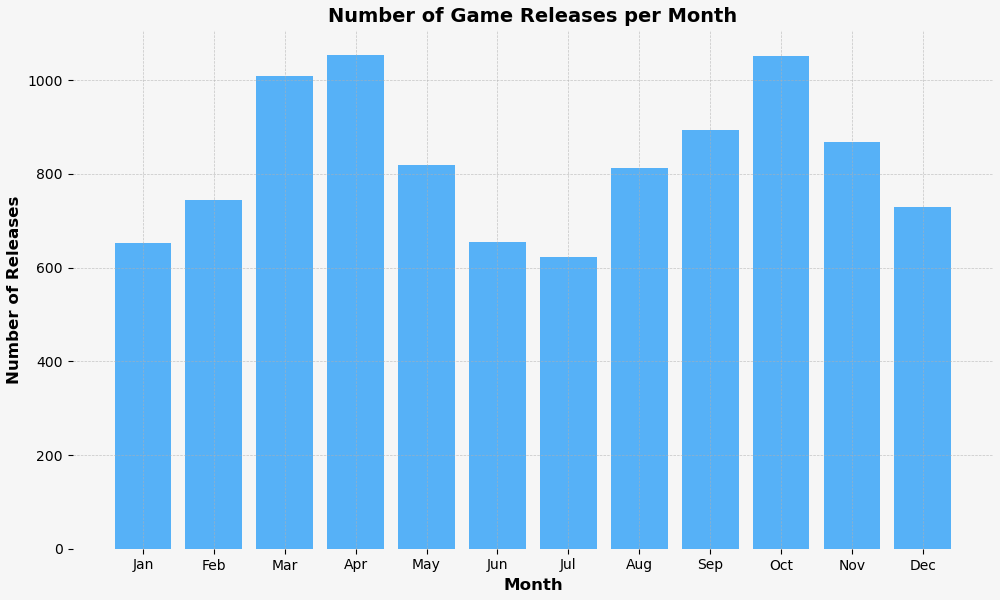 Number of Game Releases per Month
Number of Releases
1000
800
600
400
200
0
Jan Feb Mar Apr May Jun Jul Aug Sep Oct Nov Dec
Month